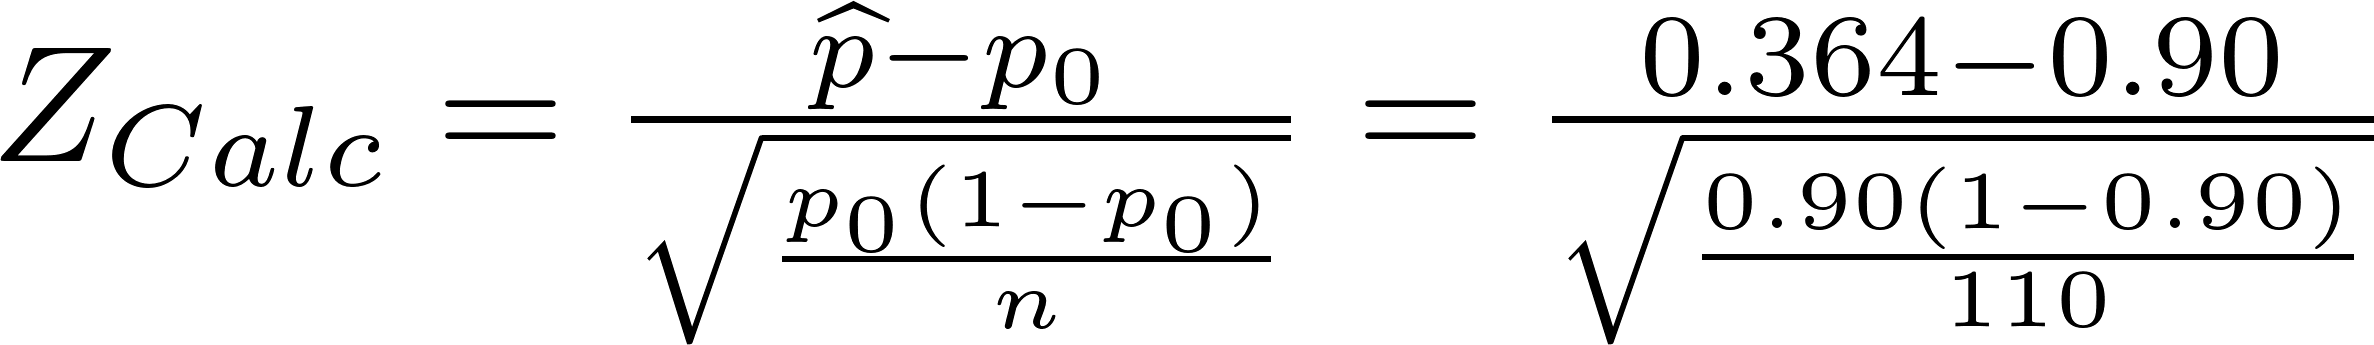 $Z_{Calc} = \frac{\widehat{p} - p_0}{\sqrt{\frac{p_0(1-p_0)}{n}}} = \frac{0.364 - 0.90}{\sqrt{\frac{0.90(1-0.90)}{110}}}$